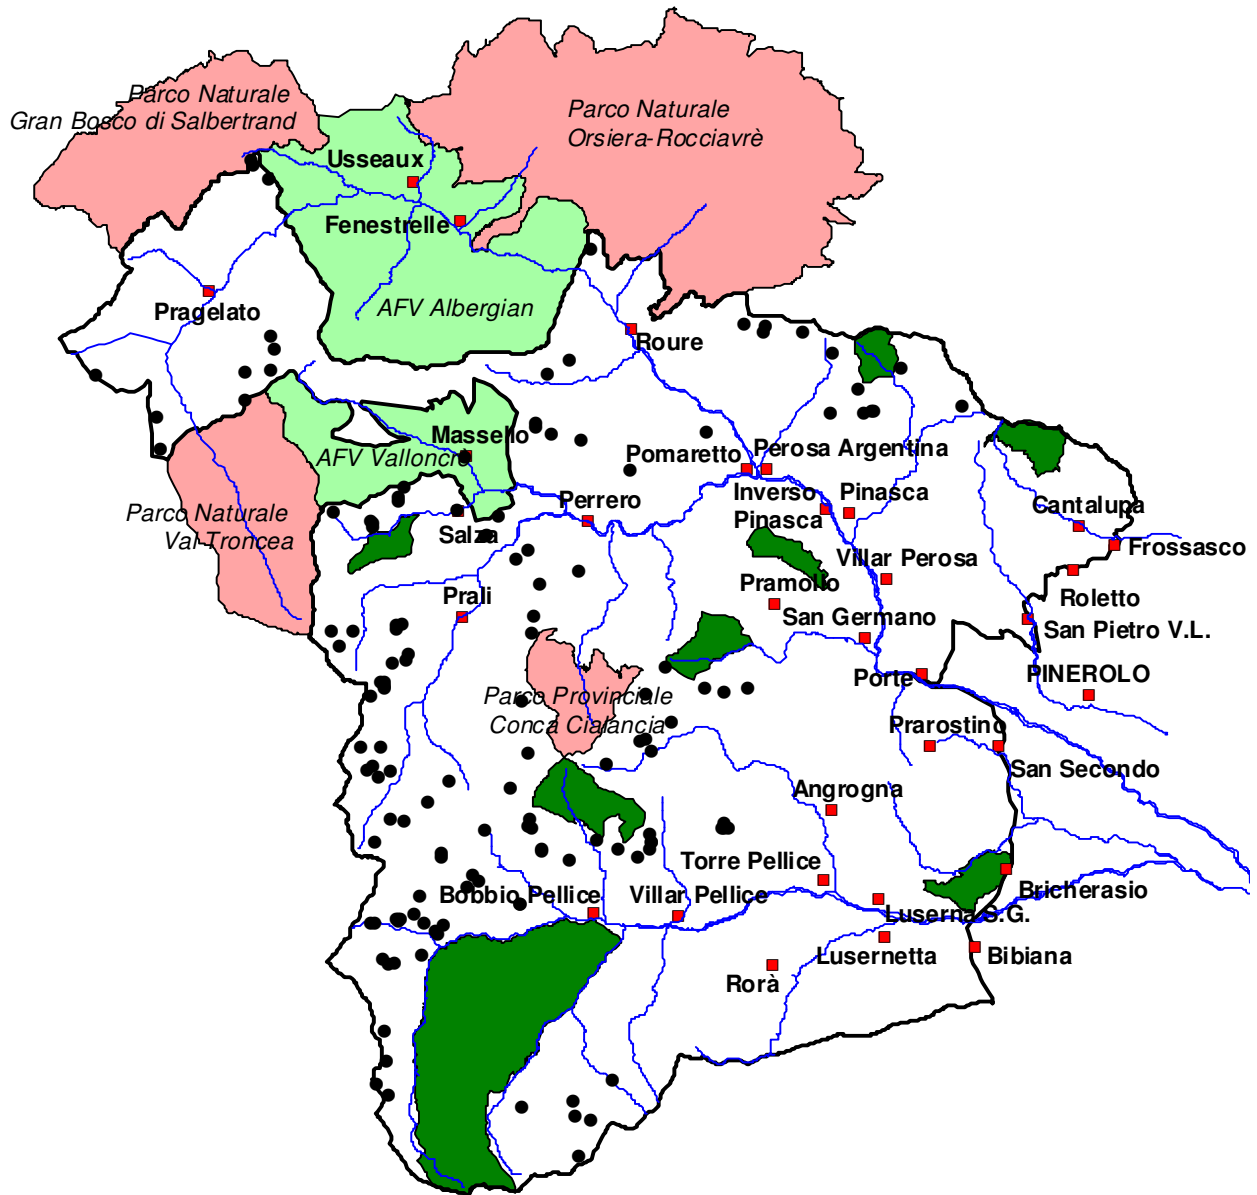 Parco Naturale
Gran Bosco di Salbertrand
Parco Naturale
Orsiera-Rocciavrè
Usseaux
Fenestrelle
AFV Albergian
Pragelato
Roure
Massello
AFV Valloncrò
Pomaretto
Perosa Argentina
Inverso
Pinasca
Pinasca
Cantalupa
Perrero
Parco Naturale
Val Troncea
Salza
Frossasco
Villar Perosa
Prali
Pramollo
Roletto
San Germano
San Pietro V.L.
Porte
PINEROLO
Parco Provinciale
Conca Cialancia
Prarostino
San Secondo
Angrogna
Torre Pellice
Bobbio Pellice
Villar Pellice
Bricherasio
Luserna S.G.
Lusernetta
Bibiana
Rorà